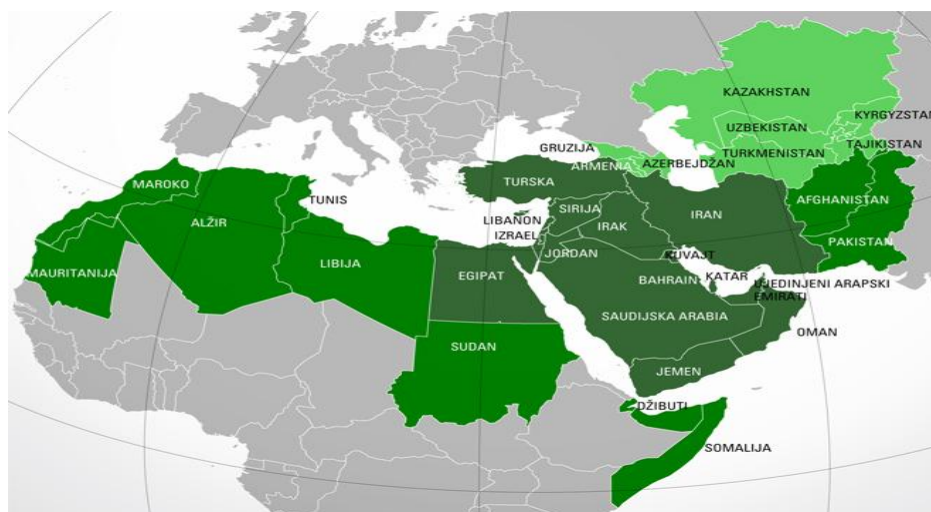 KAZAKHSTAN
KYRGYZSTAN
UZBEKISTAN
GRUZIJA
TAJIKISTAN
ARMENIA
AZERBEJDŽAN
TURKMENISTAN
MAROKO
TURSKA
TUNIS
AFGHANISTAN
SIRIJA
IRAN
ALŽIR
LIBANON
IRAK
IZRAEL
PAKISTAN
JORDAN
KUVAJT
LIBIJA
MAURITANIJA
EGIPAT
KATAR
BAHRAIN
UJEDINJENI ARAPSKI
EMIRATI
SAUDIJSKA ARABIA
OMAN
SUDAN
JEMEN
DŽIBUTI
SOMALIJA